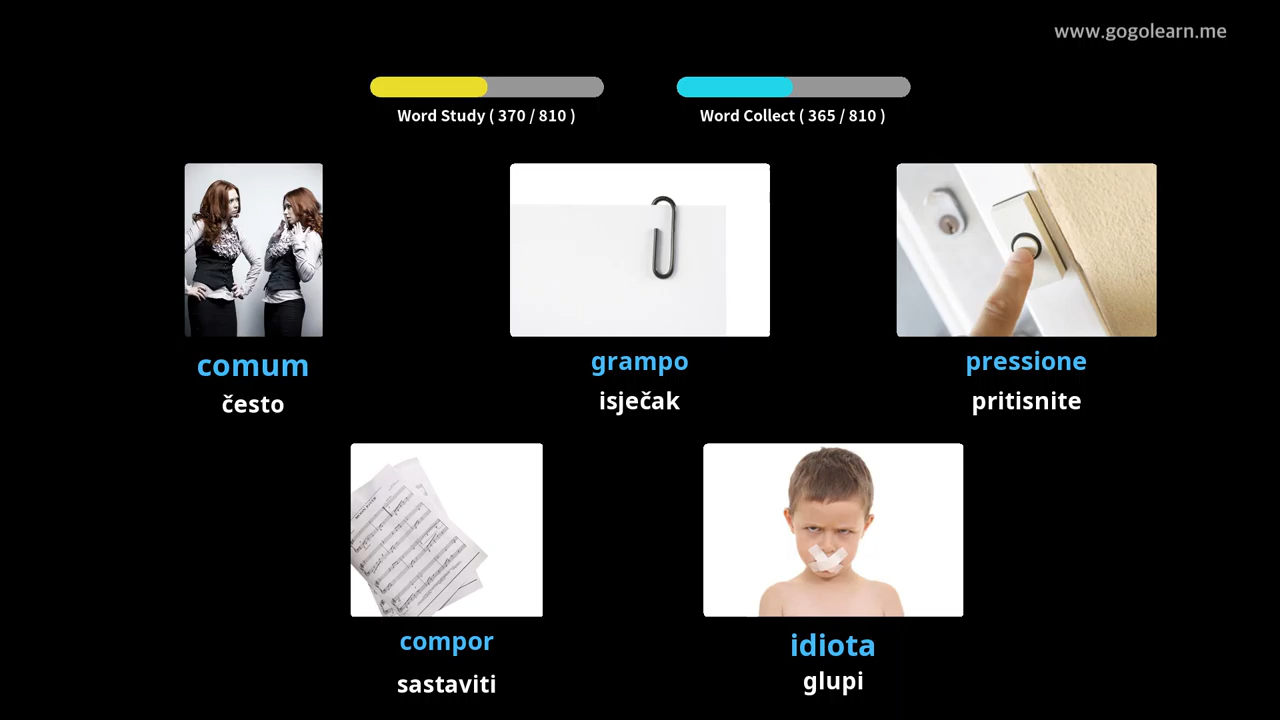 www.gogolearn.me
Word Study ( 370 / 810 )
Word Collect ( 365 / 810 )
comum
često
grampo
isječak
pressione
pritisnite
compor
sastaviti
idiota
glupi